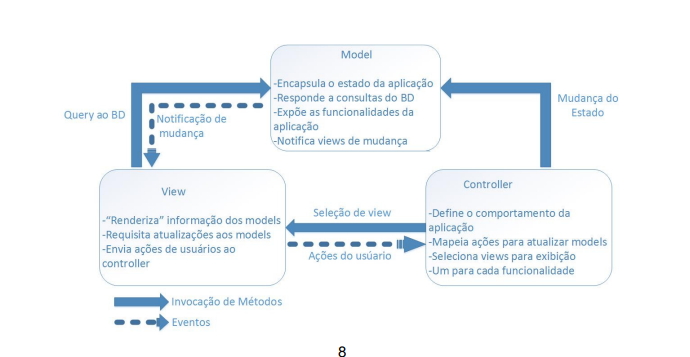 Model
-Encapsula o estado da aplicação
-Responde a consultas do BD
-Expõe as funcionalidades da
aplicação
-Notifica views de mudança
Query ao BD
Notificação de
mudança
Mudança do
Estado
View
-“Renderiza” informação dos models
-Requisita atualizações aos models
-Envia ações de usuários ao
controller
Seleção de view
Ações do usúario
Controller
-Define o comportamento da
aplicação
-Mapeia ações para atualizar models
-Seleciona views para exibição
-Um para cada funcionalidade
Invocação de Métodos
Eventos
8